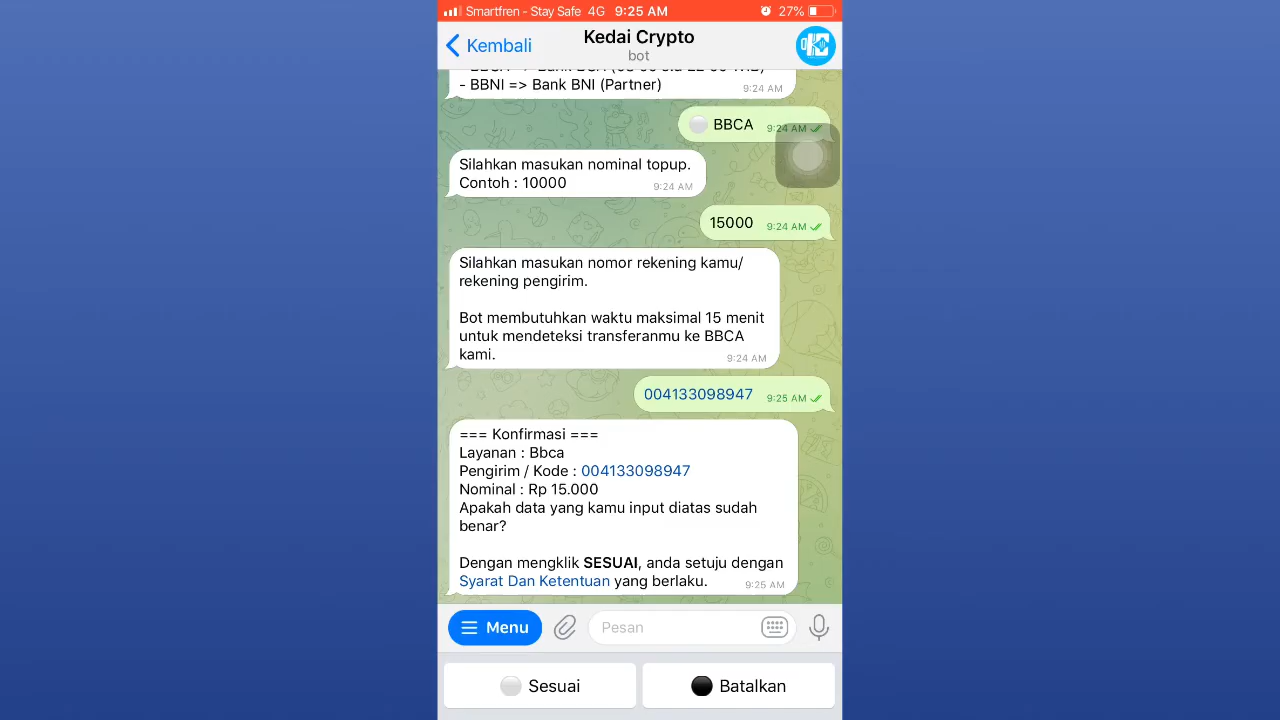 Smartfren - Stay Safe 4G 9:25 AM 27%
Kembali
Kedai Crypto
bot
- BBNI => Bank BNI (Partner)
9:24 AM
BBCA 9:24 AM
Silahkan masukan nominal topup.
Contoh : 10000 9:24 AM
15000 9:24 AM
Silahkan masukan nomor rekening kamu/
rekening pengirim.
Bot membutuhkan waktu maksimal 15 menit
untuk mendeteksi transferanmu ke BBCA
kami. 9:24 AM
004133098947 9:25 AM
=== Konfirmasi ===
Layanan : Bbca
Pengirim / Kode : 004133098947
Nominal : Rp 15.000
Apakah data yang kamu input diatas sudah
benar?
Dengan mengklik SESUAI, anda setuju dengan
Syarat Dan Ketentuan yang berlaku. 9:25 AM
Menu
Pesan
Sesuai
Batalkan